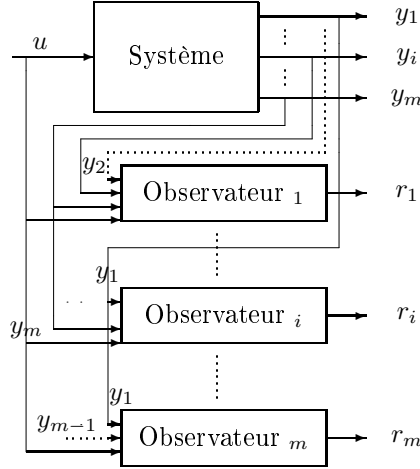 y₁
u
Système
yᵢ
yₘ
y₂
Observateur ₁
r₁
y₁
Observateur ᵢ
rᵢ
yₘ
y₁
yₘ₋₁
Observateur ₘ
rₘ